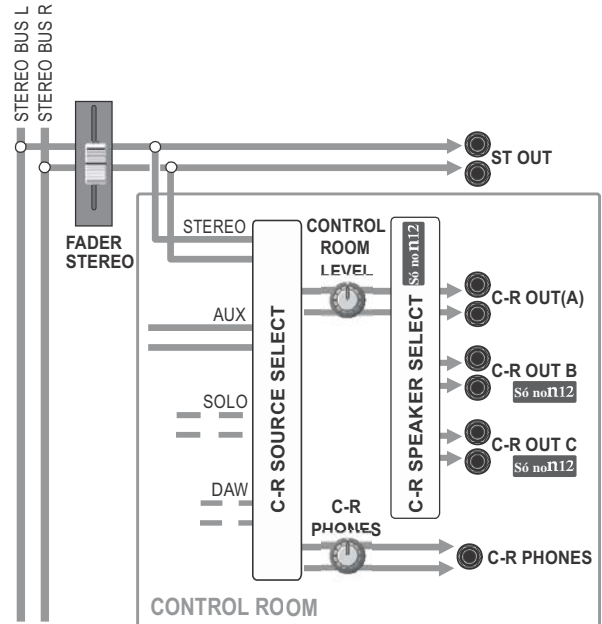 STEREO BUS L
STEREO BUS R
ST OUT
FADER
STEREO
STEREO
CONTROL
ROOM
LEVEL
Só no n12
C-R OUT(A)
AUX
C-R SOURCE SELECT
C-R SPEAKER SELECT
C-R OUT B
Só no n12
SOLO
C-R OUT C
Só no n12
DAW
C-R
PHONES
C-R PHONES
CONTROL ROOM